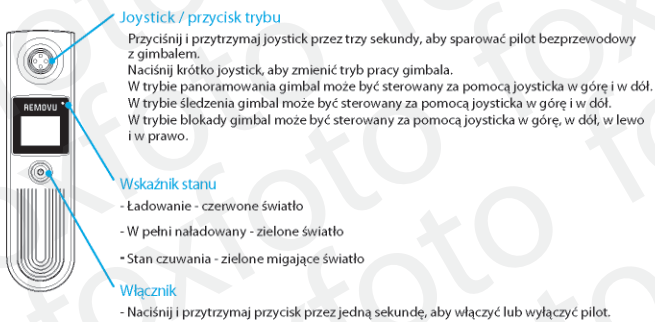 Joystick / przycisk trybu
Przyciśnij i przytrzymaj joystick przez trzy sekundy, aby sparować pilot bezprzewodowy
z gimbalem.
Naciśnij krótko joystick, aby zmienić tryb pracy gimbala.
W trybie panoramowania gimbal może być sterowany za pomocą joysticka w górę i w dół.
W trybie śledzenia gimbal może być sterowany za pomocą joysticka w górę i w dół.
W trybie blokady gimbal może być sterowany za pomocą joysticka w górę, w dół, w lewo
i w prawo.
REMOVU
Wskaźnik stanu
- Ładowanie - czerwone światło
- W pełni naładowany - zielone światło
- Stan czuwania - zielone migające światło
Włącznik
- Naciśnij i przytrzymaj przycisk przez jedną sekundę, aby włączyć lub wyłączyć pilot.
foxfoto